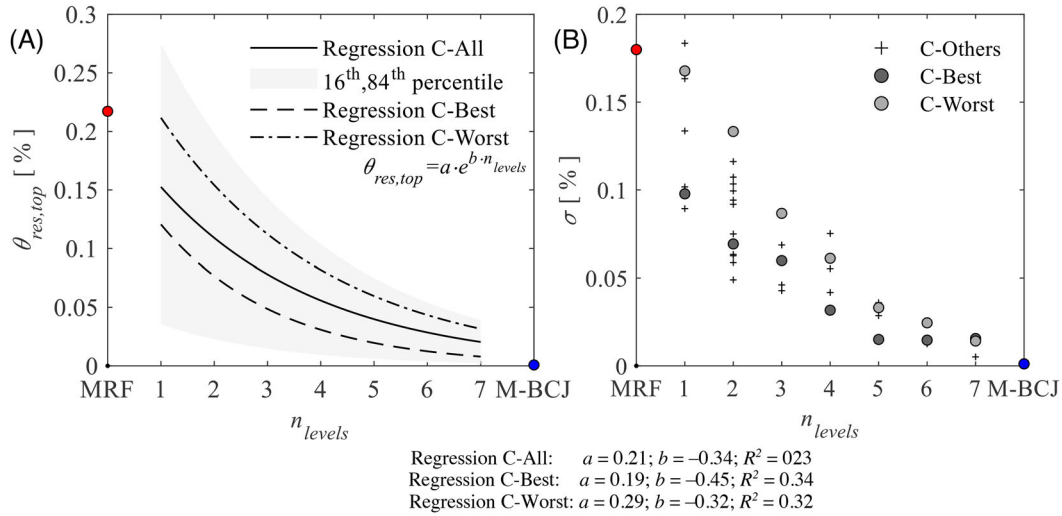 (A)
θres,top [ % ]
0.3
0.25
0.2
0.15
0.1
0.05
0
Regression C-All
16th,84th percentile
Regression C-Best
Regression C-Worst
θres,top=a·e^b·nlevels
MRF 1 2 3 4 5 6 7 M-BCJ
nlevels
(B)
σ [ % ]
0.2
0.15
0.1
0.05
0
C-Others
C-Best
C-Worst
MRF 1 2 3 4 5 6 7 M-BCJ
nlevels
Regression C-All: a = 0.21; b = –0.34; R² = 023
Regression C-Best: a = 0.19; b = –0.45; R² = 0.34
Regression C-Worst: a = 0.29; b = –0.32; R² = 0.32